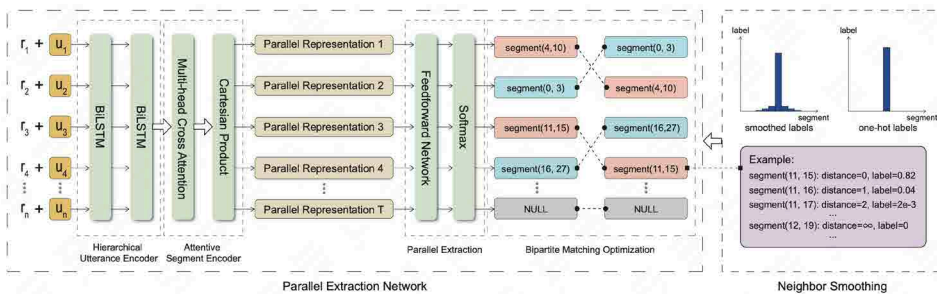 r1 + u1
r2 + u2
r3 + u3
r4 + u4
rn + un
BiLSTM
BiLSTM
Hierarchical
Utterance Encoder
Multi-head Cross Attention
Cartesian Product
Attentive
Segment Encoder
Parallel Representation 1
Parallel Representation 2
Parallel Representation 3
Parallel Representation 4
Parallel Representation T
Feedforward Network
Softmax
Parallel Extraction
segment(4,10)
segment(0, 3)
segment(0, 3)
segment(4,10)
segment(11,15)
segment(16,27)
segment(16, 27)
segment(11,15)
NULL
NULL
Bipartite Matching Optimization
Parallel Extraction Network
label
segment
smoothed labels
label
segment
one-hot labels
Example:
segment(11, 15): distance=0, label=0.82
segment(11, 16): distance=1, label=0.04
segment(11, 17): distance=2, label=2e-3
...
segment(12, 19): distance=∞, label=0
...
Neighbor Smoothing